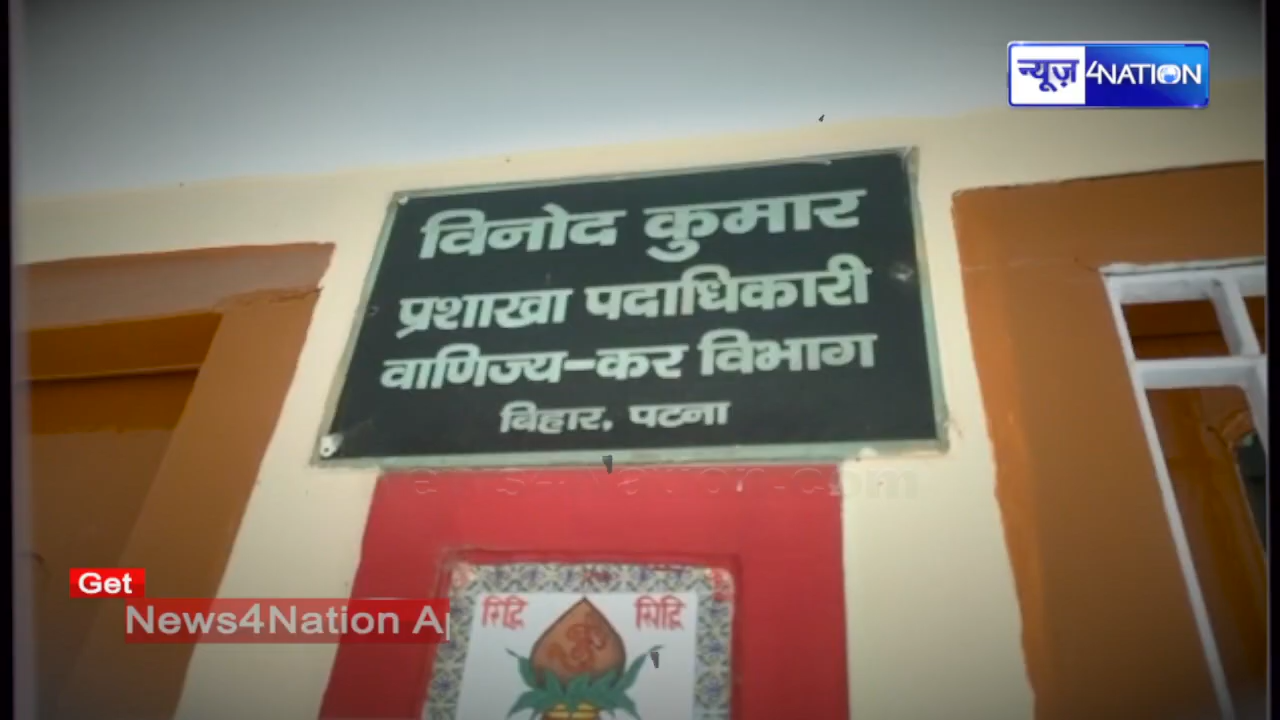 न्यूज़ 4NATION
विनोद कुमार
प्रशाखा पदाधिकारी
वाणिज्य-कर विभाग
बिहार, पटना
Get
News4Nation